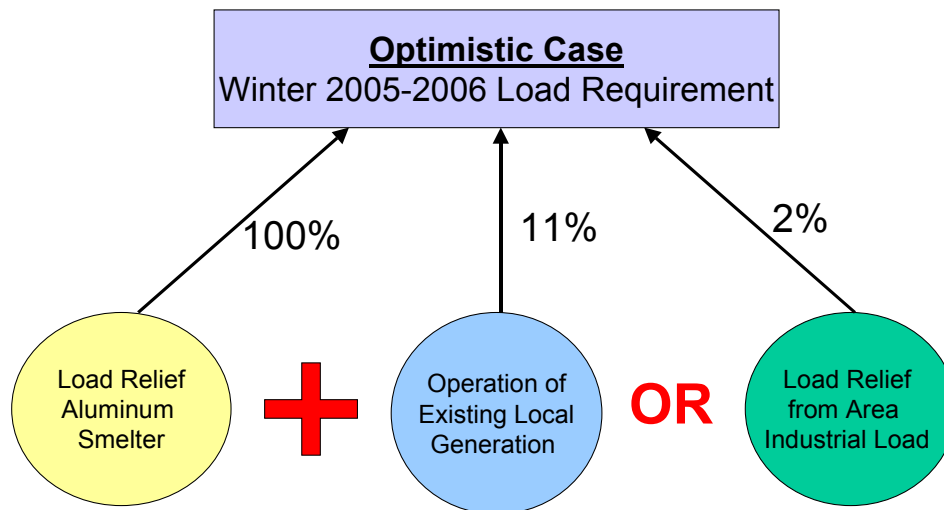 Optimistic Case
Winter 2005-2006 Load Requirement
100%
11%
2%
Load Relief
Aluminum
Smelter
Operation of
Existing Local
Generation
OR
Load Relief
from Area
Industrial Load